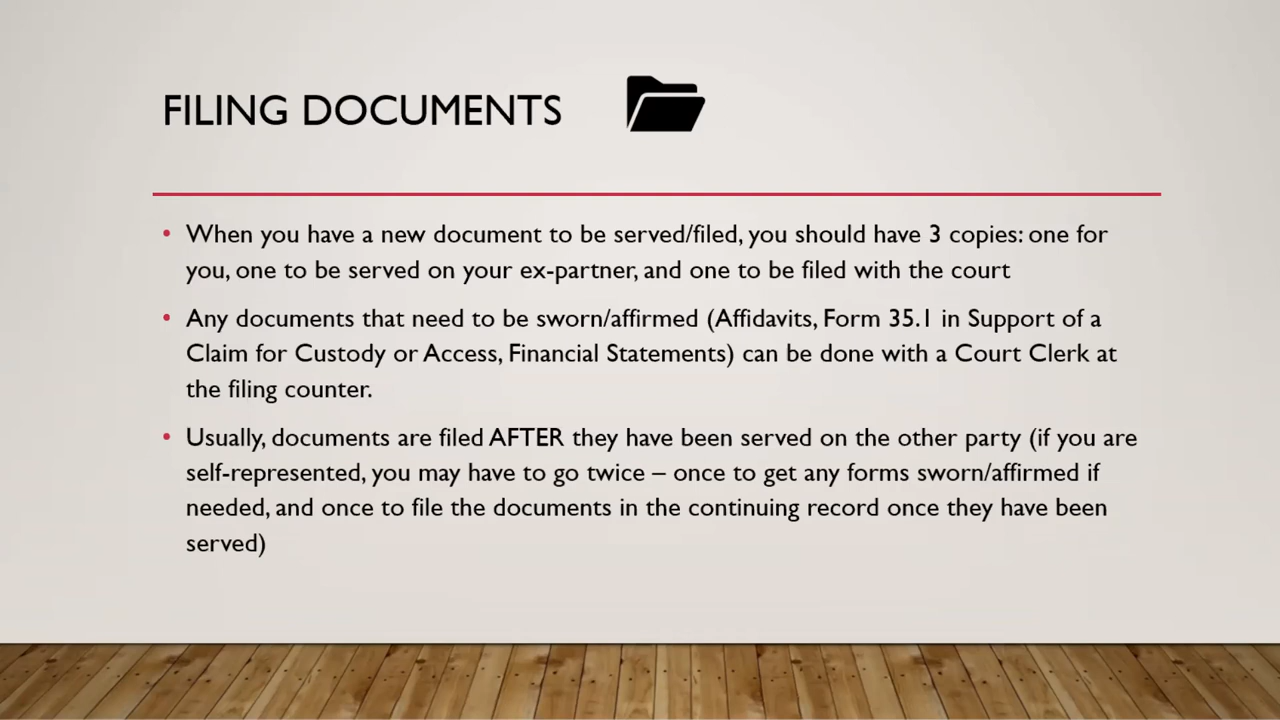 FILING DOCUMENTS
• When you have a new document to be served/filed, you should have 3 copies: one for
you, one to be served on your ex-partner, and one to be filed with the court
• Any documents that need to be sworn/affirmed (Affidavits, Form 35.1 in Support of a
Claim for Custody or Access, Financial Statements) can be done with a Court Clerk at
the filing counter.
• Usually, documents are filed AFTER they have been served on the other party (if you are
self-represented, you may have to go twice – once to get any forms sworn/affirmed if
needed, and once to file the documents in the continuing record once they have been
served)